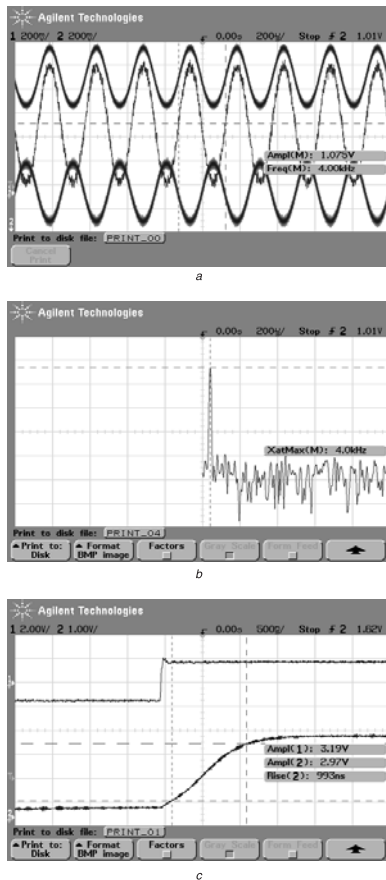 Agilent Technologies
1 200mV/ 2 200mV/ 0.00s 200µ/ Stop 2 1.01V
Ampl(M): 1.075V
Freq(M): 4.00kHz
Print to disk file: PRINT_00
Cancel
Print
a
Agilent Technologies
0.00s 200µ/ Stop 2 1.01V
XatMax(M): 4.0kHz
Print to disk file: PRINT_04
Print to:
Disk
Format
BMP image
Factors
Gray Scale
Form Feed
b
Agilent Technologies
1 2.00V/ 2 1.00V/ 0.00s 500µ/ Stop 2 1.62V
Ampl(1): 3.19V
Ampl(2): 2.97V
Rise(2): 993ns
Print to disk file: PRINT_01
Print to:
Disk
Format
BMP image
Factors
Gray Scale
Form Feed
c